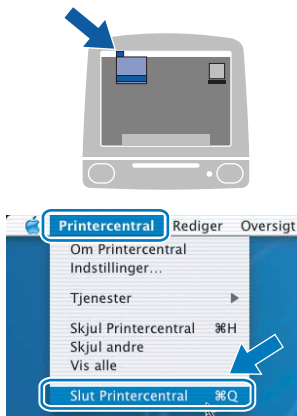 Printercentral Rediger Oversigt
Om Printercentral
Indstillinger...
Tjenester
Skjul Printercentral ⌘H
Skjul andre
Vis alle
Slut Printercentral ⌘Q